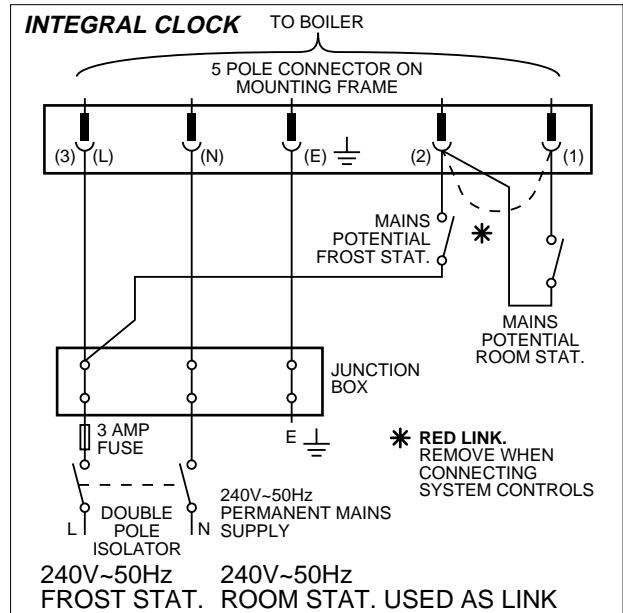 INTEGRAL CLOCK
TO BOILER
5 POLE CONNECTOR ON
MOUNTING FRAME
(3) (L) (N) (E) (2) (1)
MAINS
POTENTIAL
FROST STAT.
✱
MAINS
POTENTIAL
ROOM STAT.
JUNCTION
BOX
3 AMP
FUSE
E
✱ RED LINK.
REMOVE WHEN
CONNECTING
SYSTEM CONTROLS
L
DOUBLE
POLE
ISOLATOR
N
240V~50Hz
PERMANENT MAINS
SUPPLY
240V~50Hz 240V~50Hz
FROST STAT. ROOM STAT. USED AS LINK